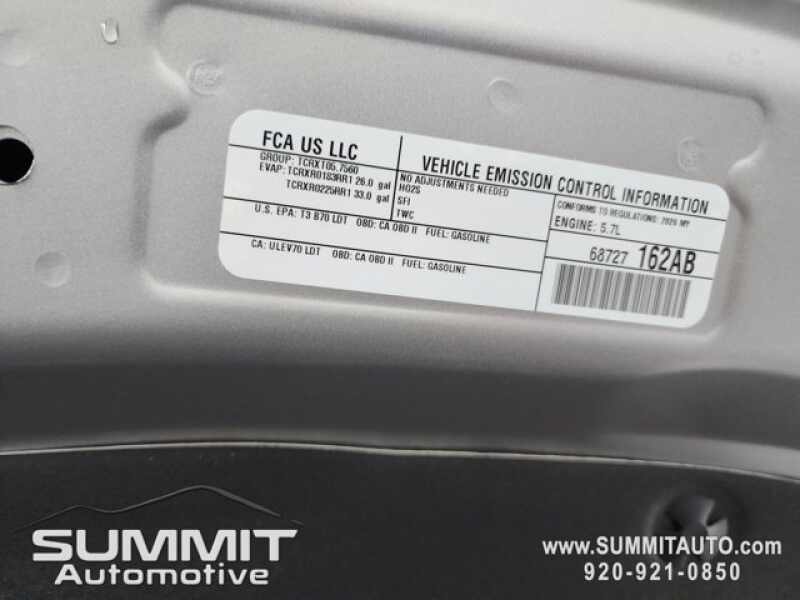 FCA US LLC
GROUP: TCRXT05.7560
EVAP: TCRXR0183RR1 26.0 gal
TCRXR0225RR1 33.0 gal
VEHICLE EMISSION CONTROL INFORMATION
NO ADJUSTMENTS NEEDED
HO2S
SFI
TWC
CONFORMS TO REGULATIONS: 2026 MY
ENGINE: 5.7L
U.S. EPA: T3 B70 LDT OBD: CA OBD II FUEL: GASOLINE
CA: ULEV70 LDT OBD: CA OBD II FUEL: GASOLINE
68727 162AB
SUMMIT
Automotive
www.SUMMITAUTO.com
920-921-0850